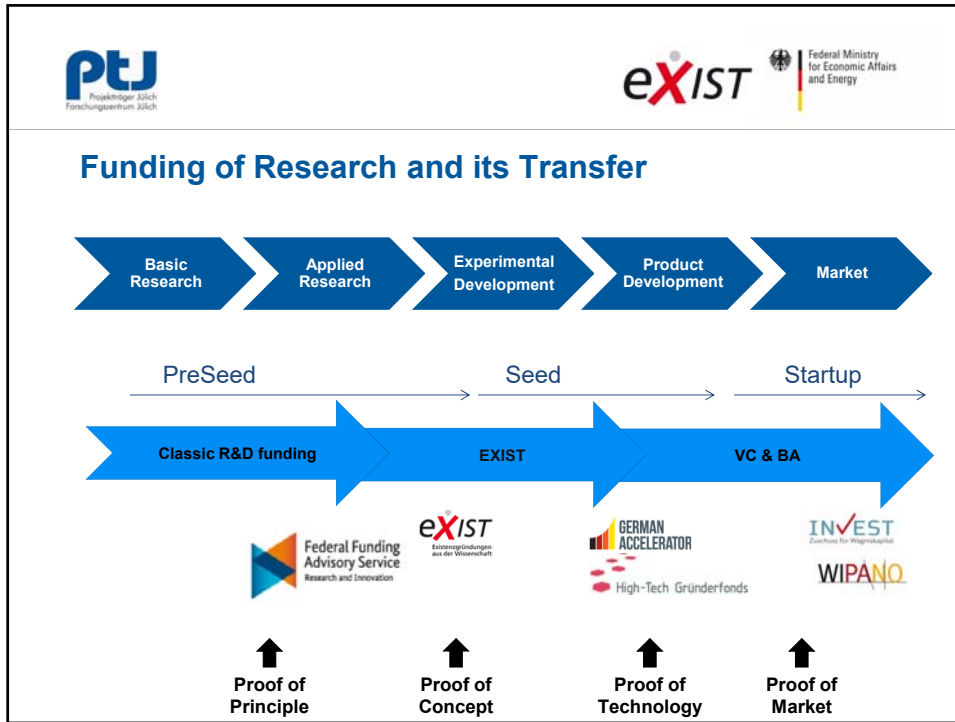 ptJ
Projektträger Jülich
Forschungszentrum Jülich
eXIST
Federal Ministry
for Economic Affairs
and Energy
Funding of Research and its Transfer
Basic
Research
Applied
Research
Experimental
Development
Product
Development
Market
PreSeed
Seed
Startup
Classic R&D funding
EXIST
VC & BA
Federal Funding
Advisory Service
Research and Innovation
eXIST
Existenzgründungen
aus der Wissenschaft
GERMAN
ACCELERATOR
High-Tech Gründerfonds
INVEST
Zuschuss für Wagniskapital
WIPANO
Proof of
Principle
Proof of
Concept
Proof of
Technology
Proof of
Market